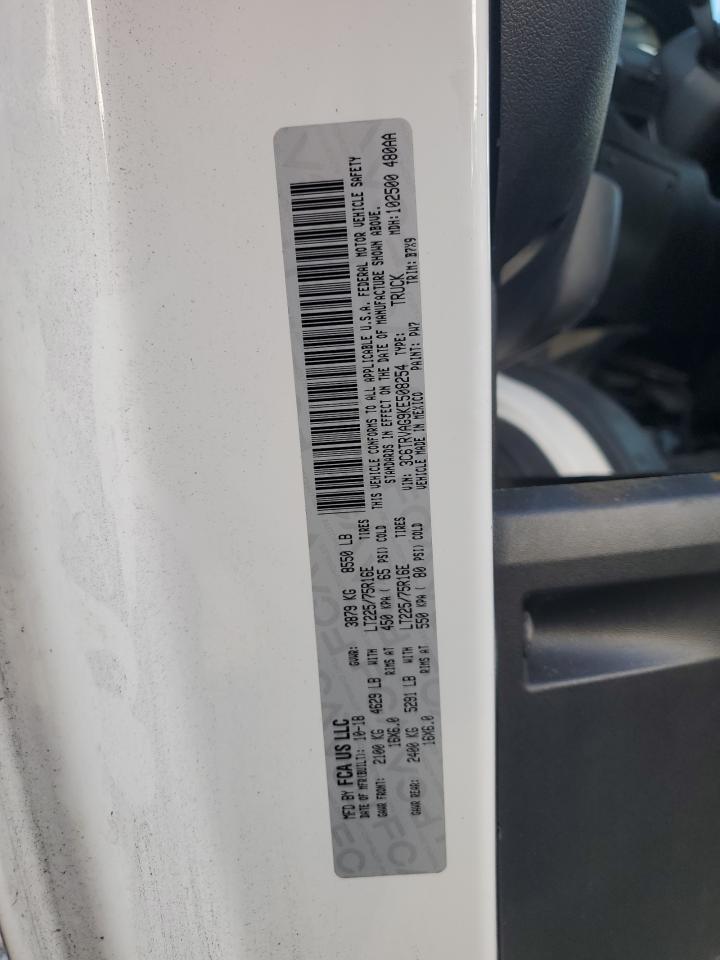 MFD BY FCA US LLC
DATE OF MFR(BUILT): 10-18 GVWR: 3879 KG 8550 LB
GAWR FRONT: 2100 KG 4629 LB WITH LT225/75R16E TIRES
16X6.0 RIMS AT 450 KPA ( 65 PSI) COLD
GAWR REAR: 2400 KG 5291 LB WITH LT225/75R16E TIRES
16X6.0 RIMS AT 550 KPA ( 80 PSI) COLD
THIS VEHICLE CONFORMS TO ALL APPLICABLE U.S.A. FEDERAL MOTOR VEHICLE SAFETY
STANDARDS IN EFFECT ON THE DATE OF MANUFACTURE SHOWN ABOVE.
VIN: 3C6TRVAG9KE508254 TYPE: TRUCK MDH: 102500 480AA
VEHICLE MADE IN MEXICO PAINT: PW7 TRIM: B7X9